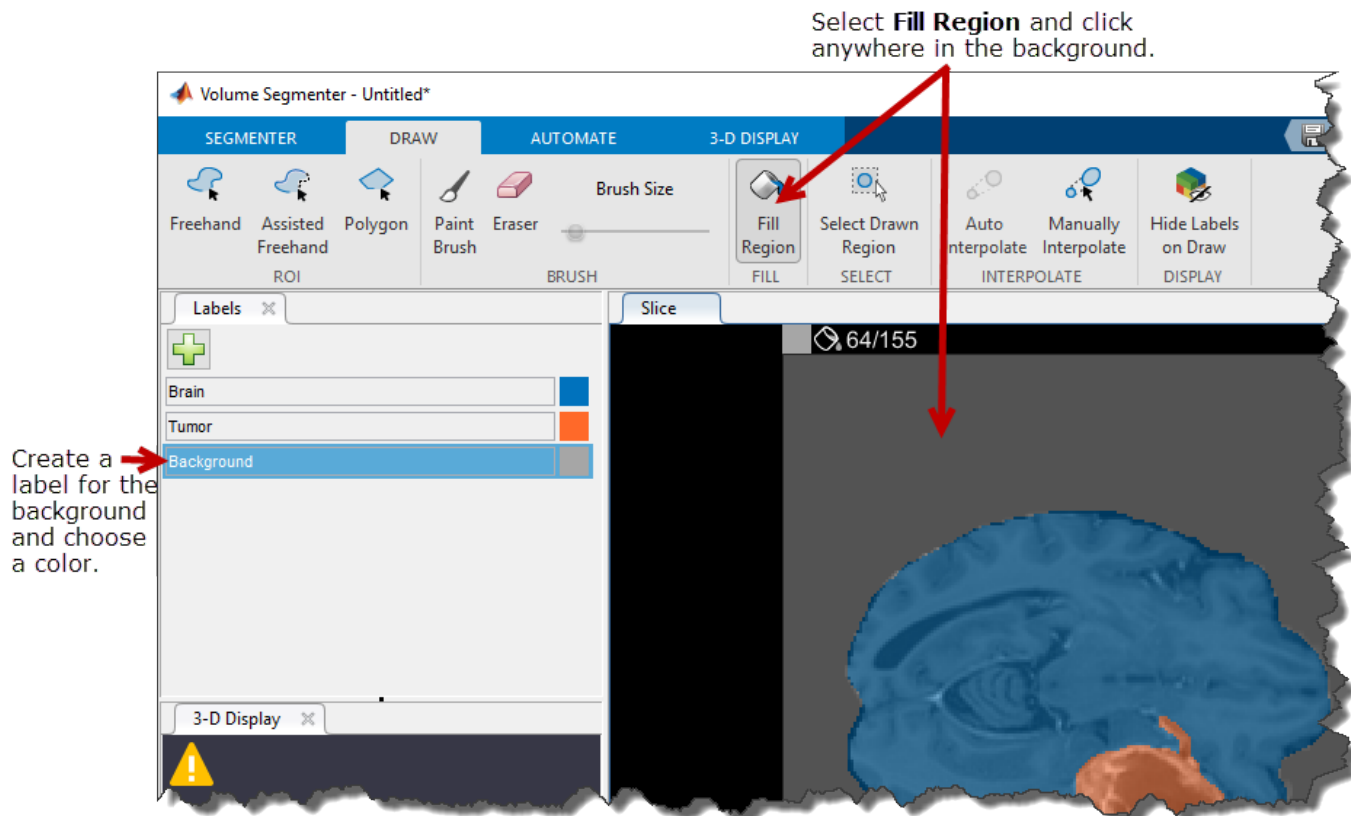 Select Fill Region and click
anywhere in the background.
Volume Segmenter - Untitled*
SEGMENTER DRAW AUTOMATE 3-D DISPLAY
Freehand Assisted Freehand Polygon Paint Brush Eraser Brush Size Fill Region Select Drawn Region Auto Interpolate Manually Interpolate Hide Labels on Draw
ROI BRUSH FILL SELECT INTERPOLATE DISPLAY
Labels
Slice
64/155
Brain
Tumor
Background
Create a
label for the
background
and choose
a color.
3-D Display